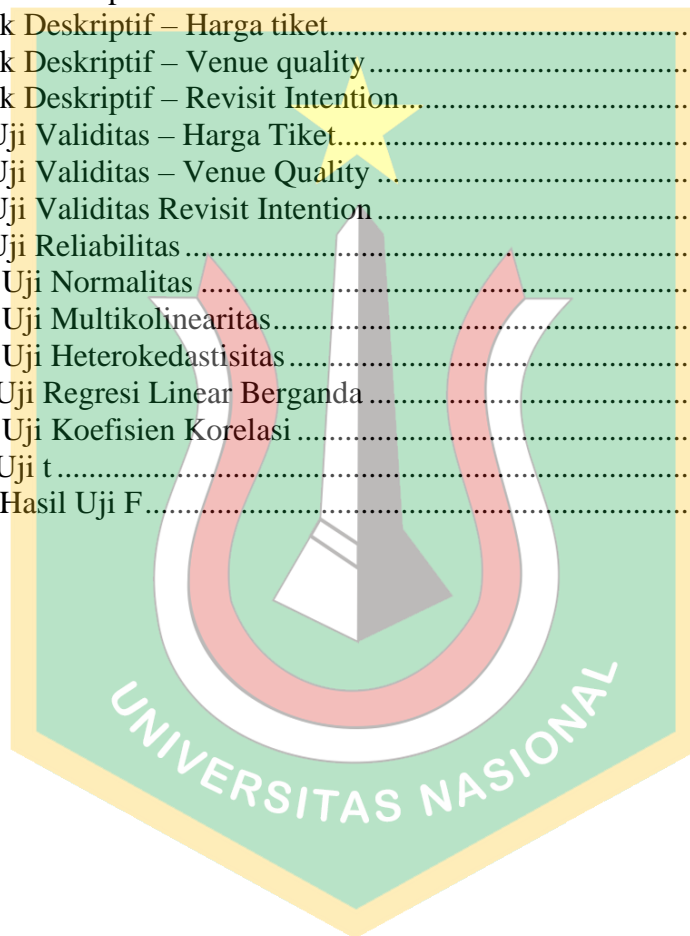 k Deskriptif – Harga tiket........................................................
k Deskriptif – Venue quality........................................................
k Deskriptif – Revisit Intention........................................................
Uji Validitas – Harga Tiket........................................................
Uji Validitas – Venue Quality........................................................
Uji Validitas Revisit Intention........................................................
Uji Reliabilitas........................................................
Uji Normalitas........................................................
Uji Multikolinearitas........................................................
Uji Heterokedastisitas........................................................
Uji Regresi Linear Berganda........................................................
Uji Koefisien Korelasi........................................................
Uji t........................................................
Hasil Uji F........................................................
UNIVERSITAS NASIONAL